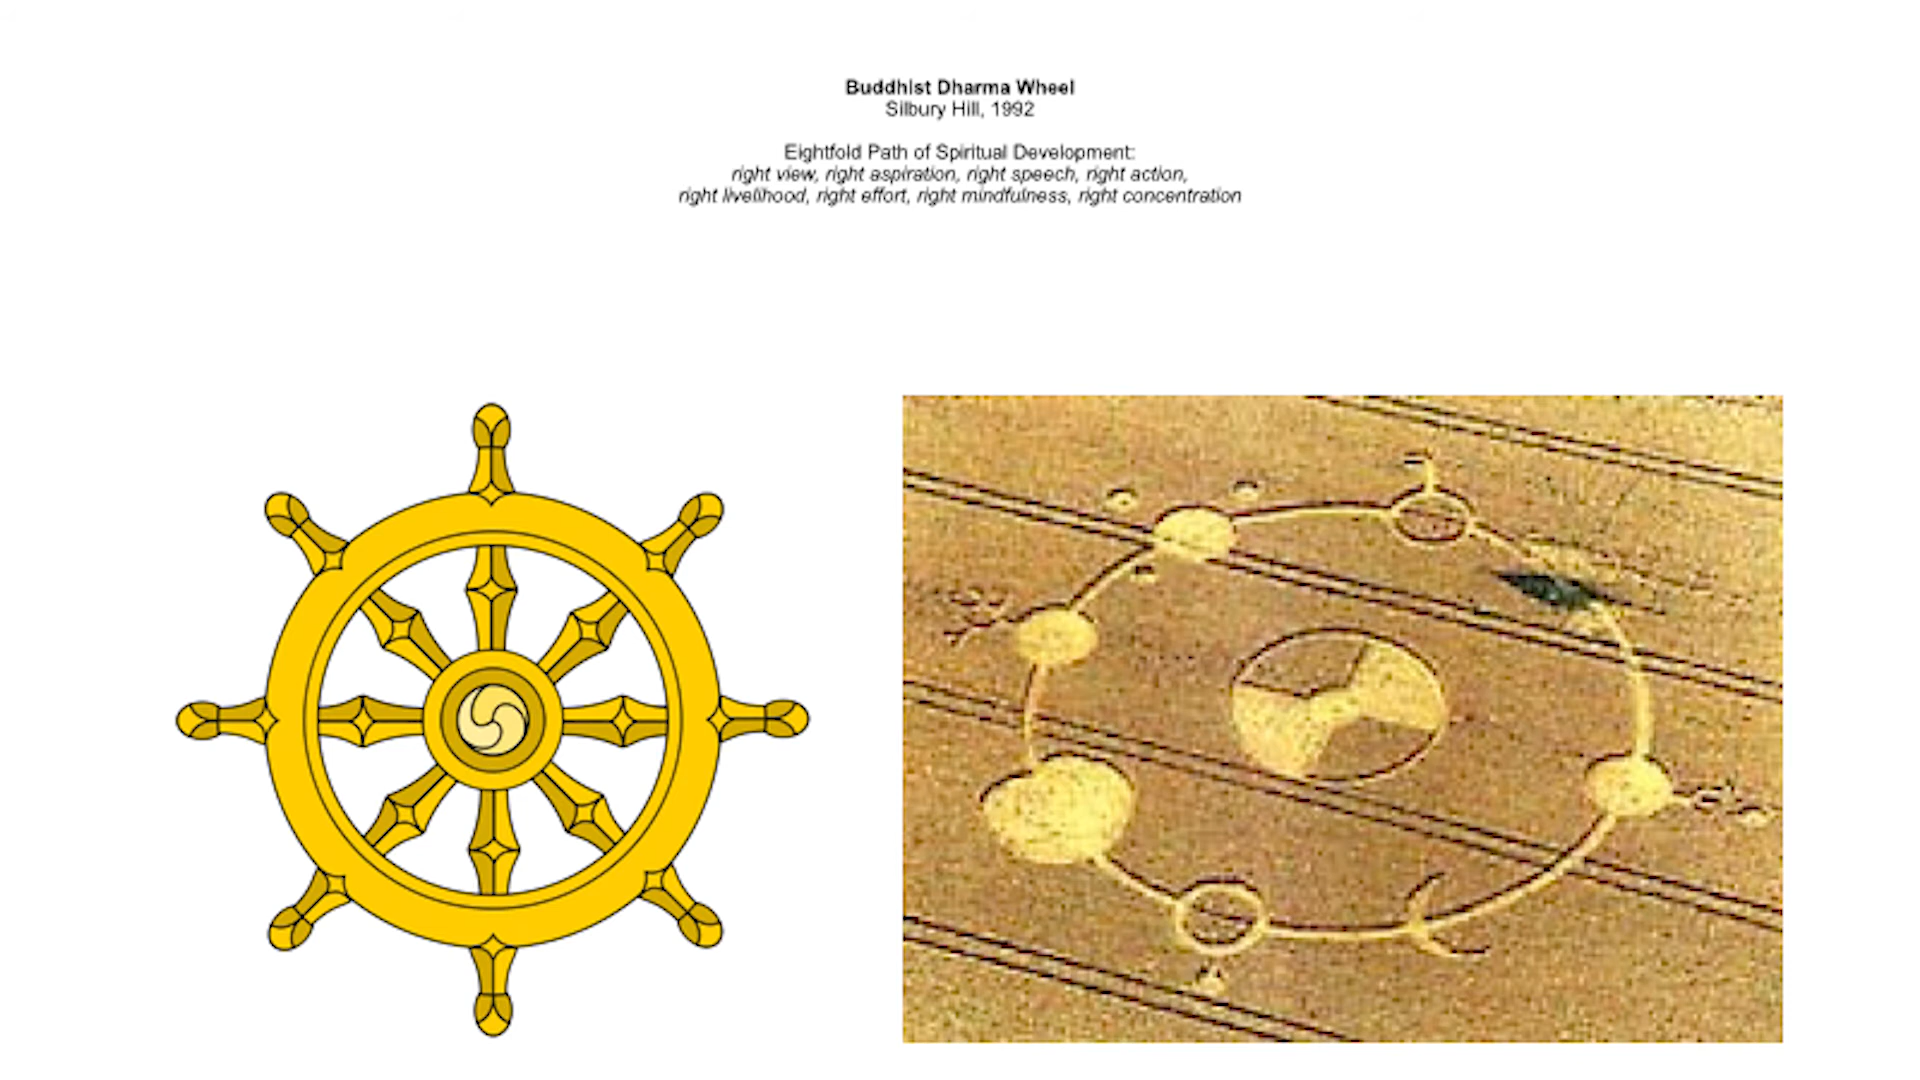 Buddhist Dharma Wheel
Silbury Hill, 1992
Eightfold Path of Spiritual Development:
right view, right aspiration, right speech, right action,
right livelihood, right effort, right mindfulness, right concentration